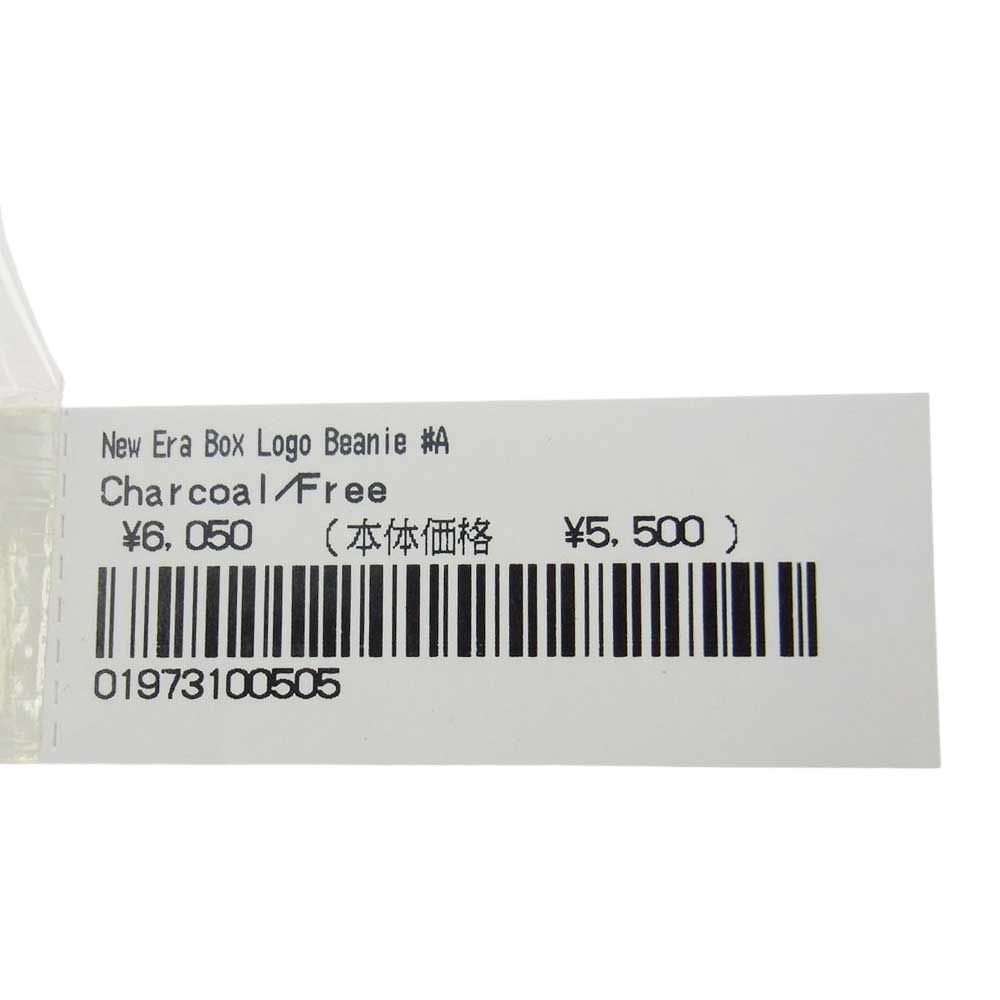 New Era Box Logo Beanie #A
Charcoal/Free
¥6,050 (本体価格 ¥5,500)
01973100505